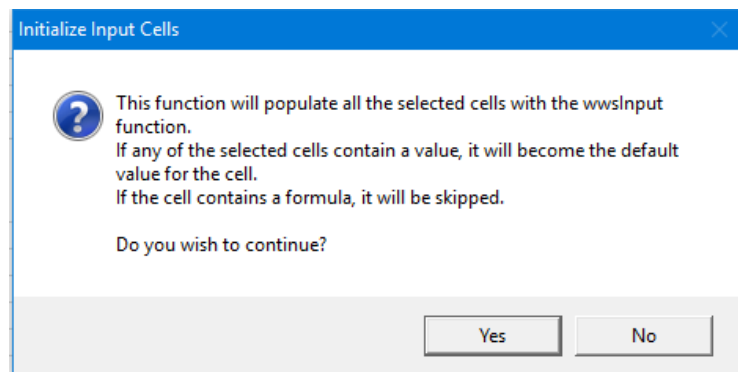 Initialize Input Cells
This function will populate all the selected cells with the wwsInput
function.
If any of the selected cells contain a value, it will become the default
value for the cell.
If the cell contains a formula, it will be skipped.
Do you wish to continue?
Yes No